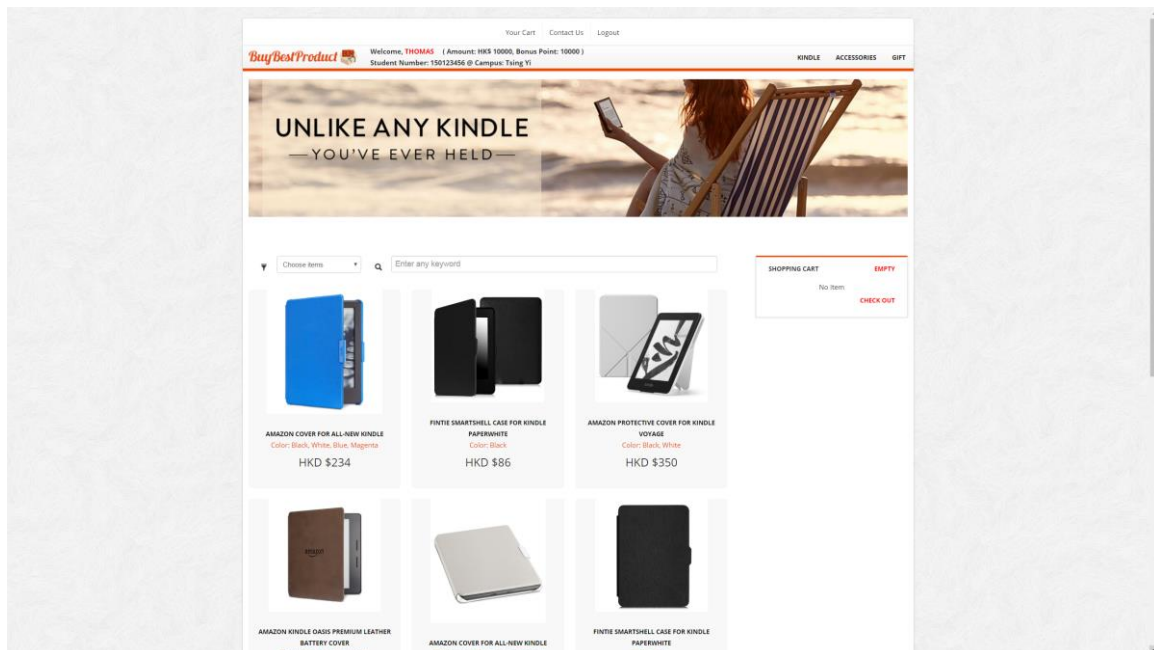 Your Cart Contact Us Logout
BuyBestProduct
Welcome, THOMAS ( Amount: HK$ 10000, Bonus Point: 10000 )
Student Number: 150123456 @ Campus: Tsing Yi
KINDLE ACCESSORIES GIFT
UNLIKE ANY KINDLE
—YOU'VE EVER HELD—
Choose items
Enter any keyword
SHOPPING CART EMPTY
No Item
CHECK OUT
AMAZON COVER FOR ALL-NEW KINDLE
Color: Black, White, Blue, Magenta
HKD $234
FINTIE SMARTSHELL CASE FOR KINDLE
PAPERWHITE
Color: Black
HKD $86
AMAZON PROTECTIVE COVER FOR KINDLE
VOYAGE
Color: Black, White
HKD $350
amazon
AMAZON KINDLE OASIS PREMIUM LEATHER
BATTERY COVER
AMAZON COVER FOR ALL-NEW KINDLE
FINTIE SMARTSHELL CASE FOR KINDLE
PAPERWHITE